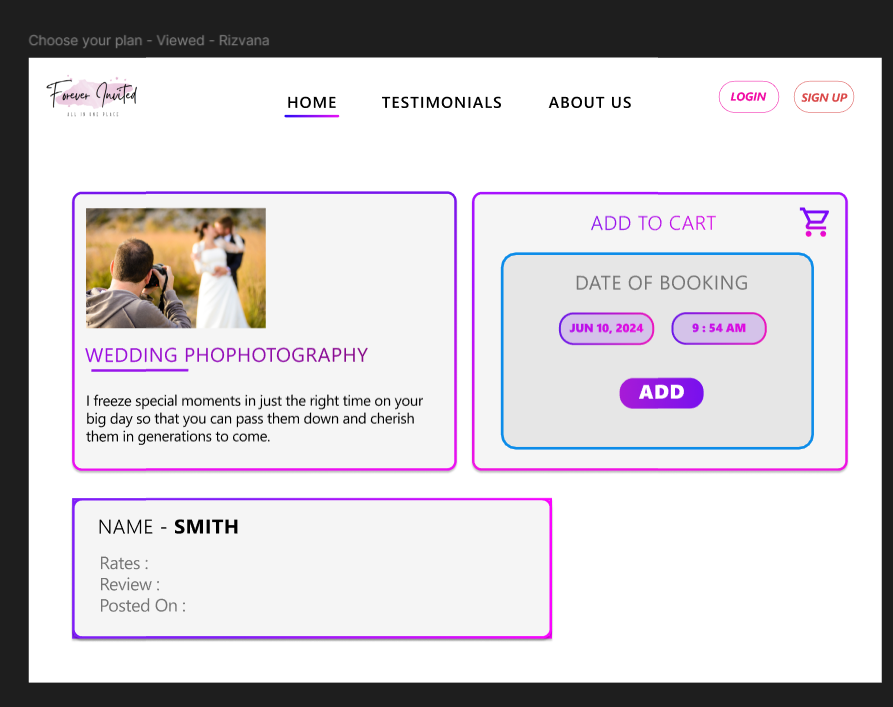 Choose your plan - Viewed - Rizvana
Forever Invited
ALL IN ONE PLACE
HOME
TESTIMONIALS
ABOUT US
LOGIN
SIGN UP
WEDDING PHOPHOTOGRAPHY
I freeze special moments in just the right time on your
big day so that you can pass them down and cherish
them in generations to come.
ADD TO CART
DATE OF BOOKING
JUN 10, 2024
9 : 54 AM
ADD
NAME - SMITH
Rates :
Review :
Posted On :